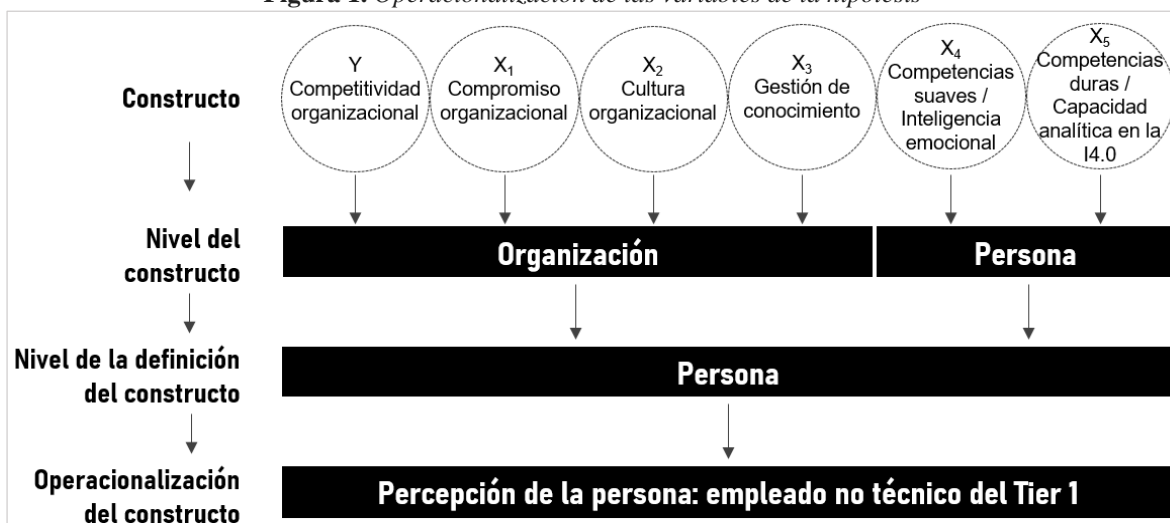 Figura 1. Operacionalización de las variables de la hipótesis
Constructo
Y
Competitividad
organizacional
X₁
Compromiso
organizacional
X₂
Cultura
organizacional
X₃
Gestión de
conocimiento
X₄
Competencias
suaves /
Inteligencia
emocional
X₅
Competencias
duras /
Capacidad
analítica en la
I4.0
Nivel del
constructo
Organización
Persona
Nivel de la definición
del constructo
Persona
Operacionalización
del constructo
Percepción de la persona: empleado no técnico del Tier 1